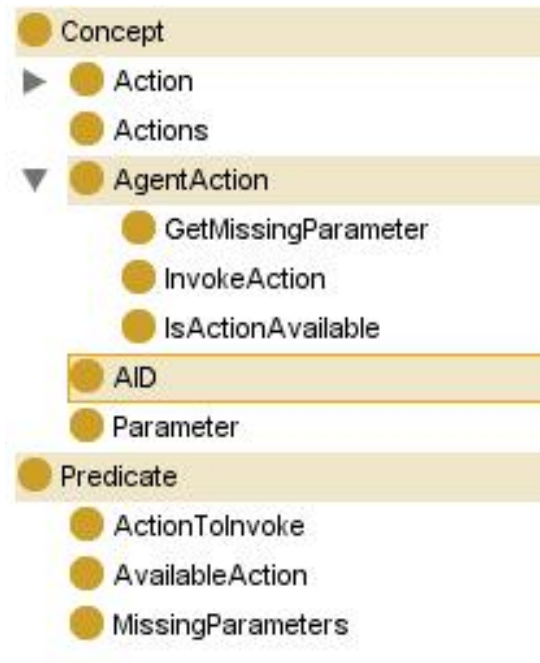 Concept
Action
Actions
AgentAction
GetMissingParameter
InvokeAction
IsActionAvailable
AID
Parameter
Predicate
ActionToInvoke
AvailableAction
MissingParameters